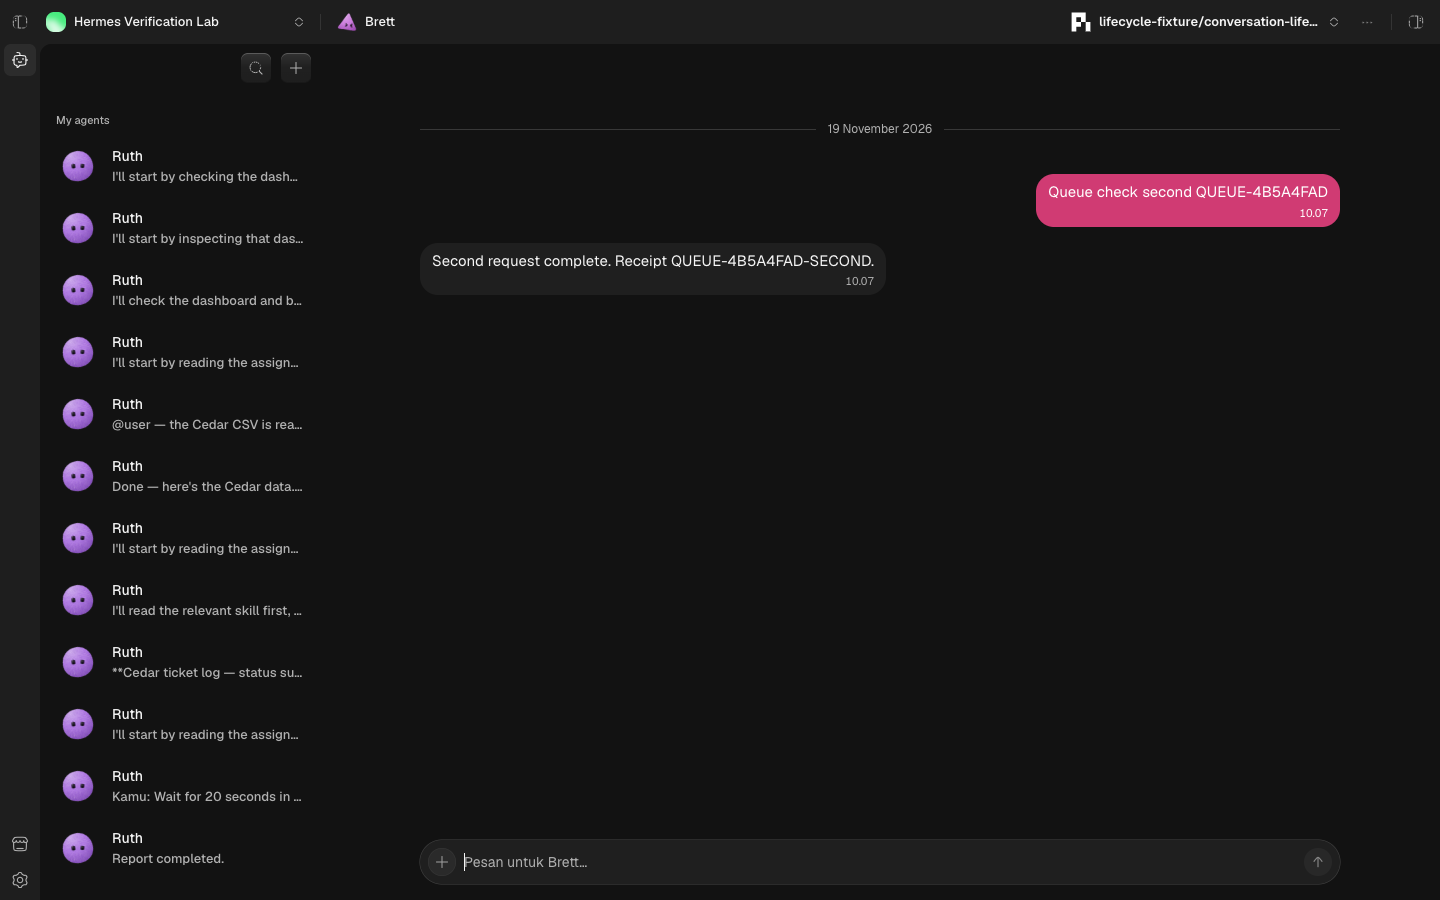 Hermes Verification Lab
Brett
lifecycle-fixture/conversation-life...
My agents
Ruth
I'll start by checking the dash...
Ruth
I'll start by inspecting that das...
Ruth
I'll check the dashboard and b...
Ruth
I'll start by reading the assign...
Ruth
@user — the Cedar CSV is rea...
Ruth
Done — here's the Cedar data....
Ruth
I'll start by reading the assign...
Ruth
I'll read the relevant skill first, ...
Ruth
**Cedar ticket log — status su...
Ruth
I'll start by reading the assign...
Ruth
Kamu: Wait for 20 seconds in ...
Ruth
Report completed.
19 November 2026
Queue check second QUEUE-4B5A4FAD
10.07
Second request complete. Receipt QUEUE-4B5A4FAD-SECOND.
10.07
Pesan untuk Brett...